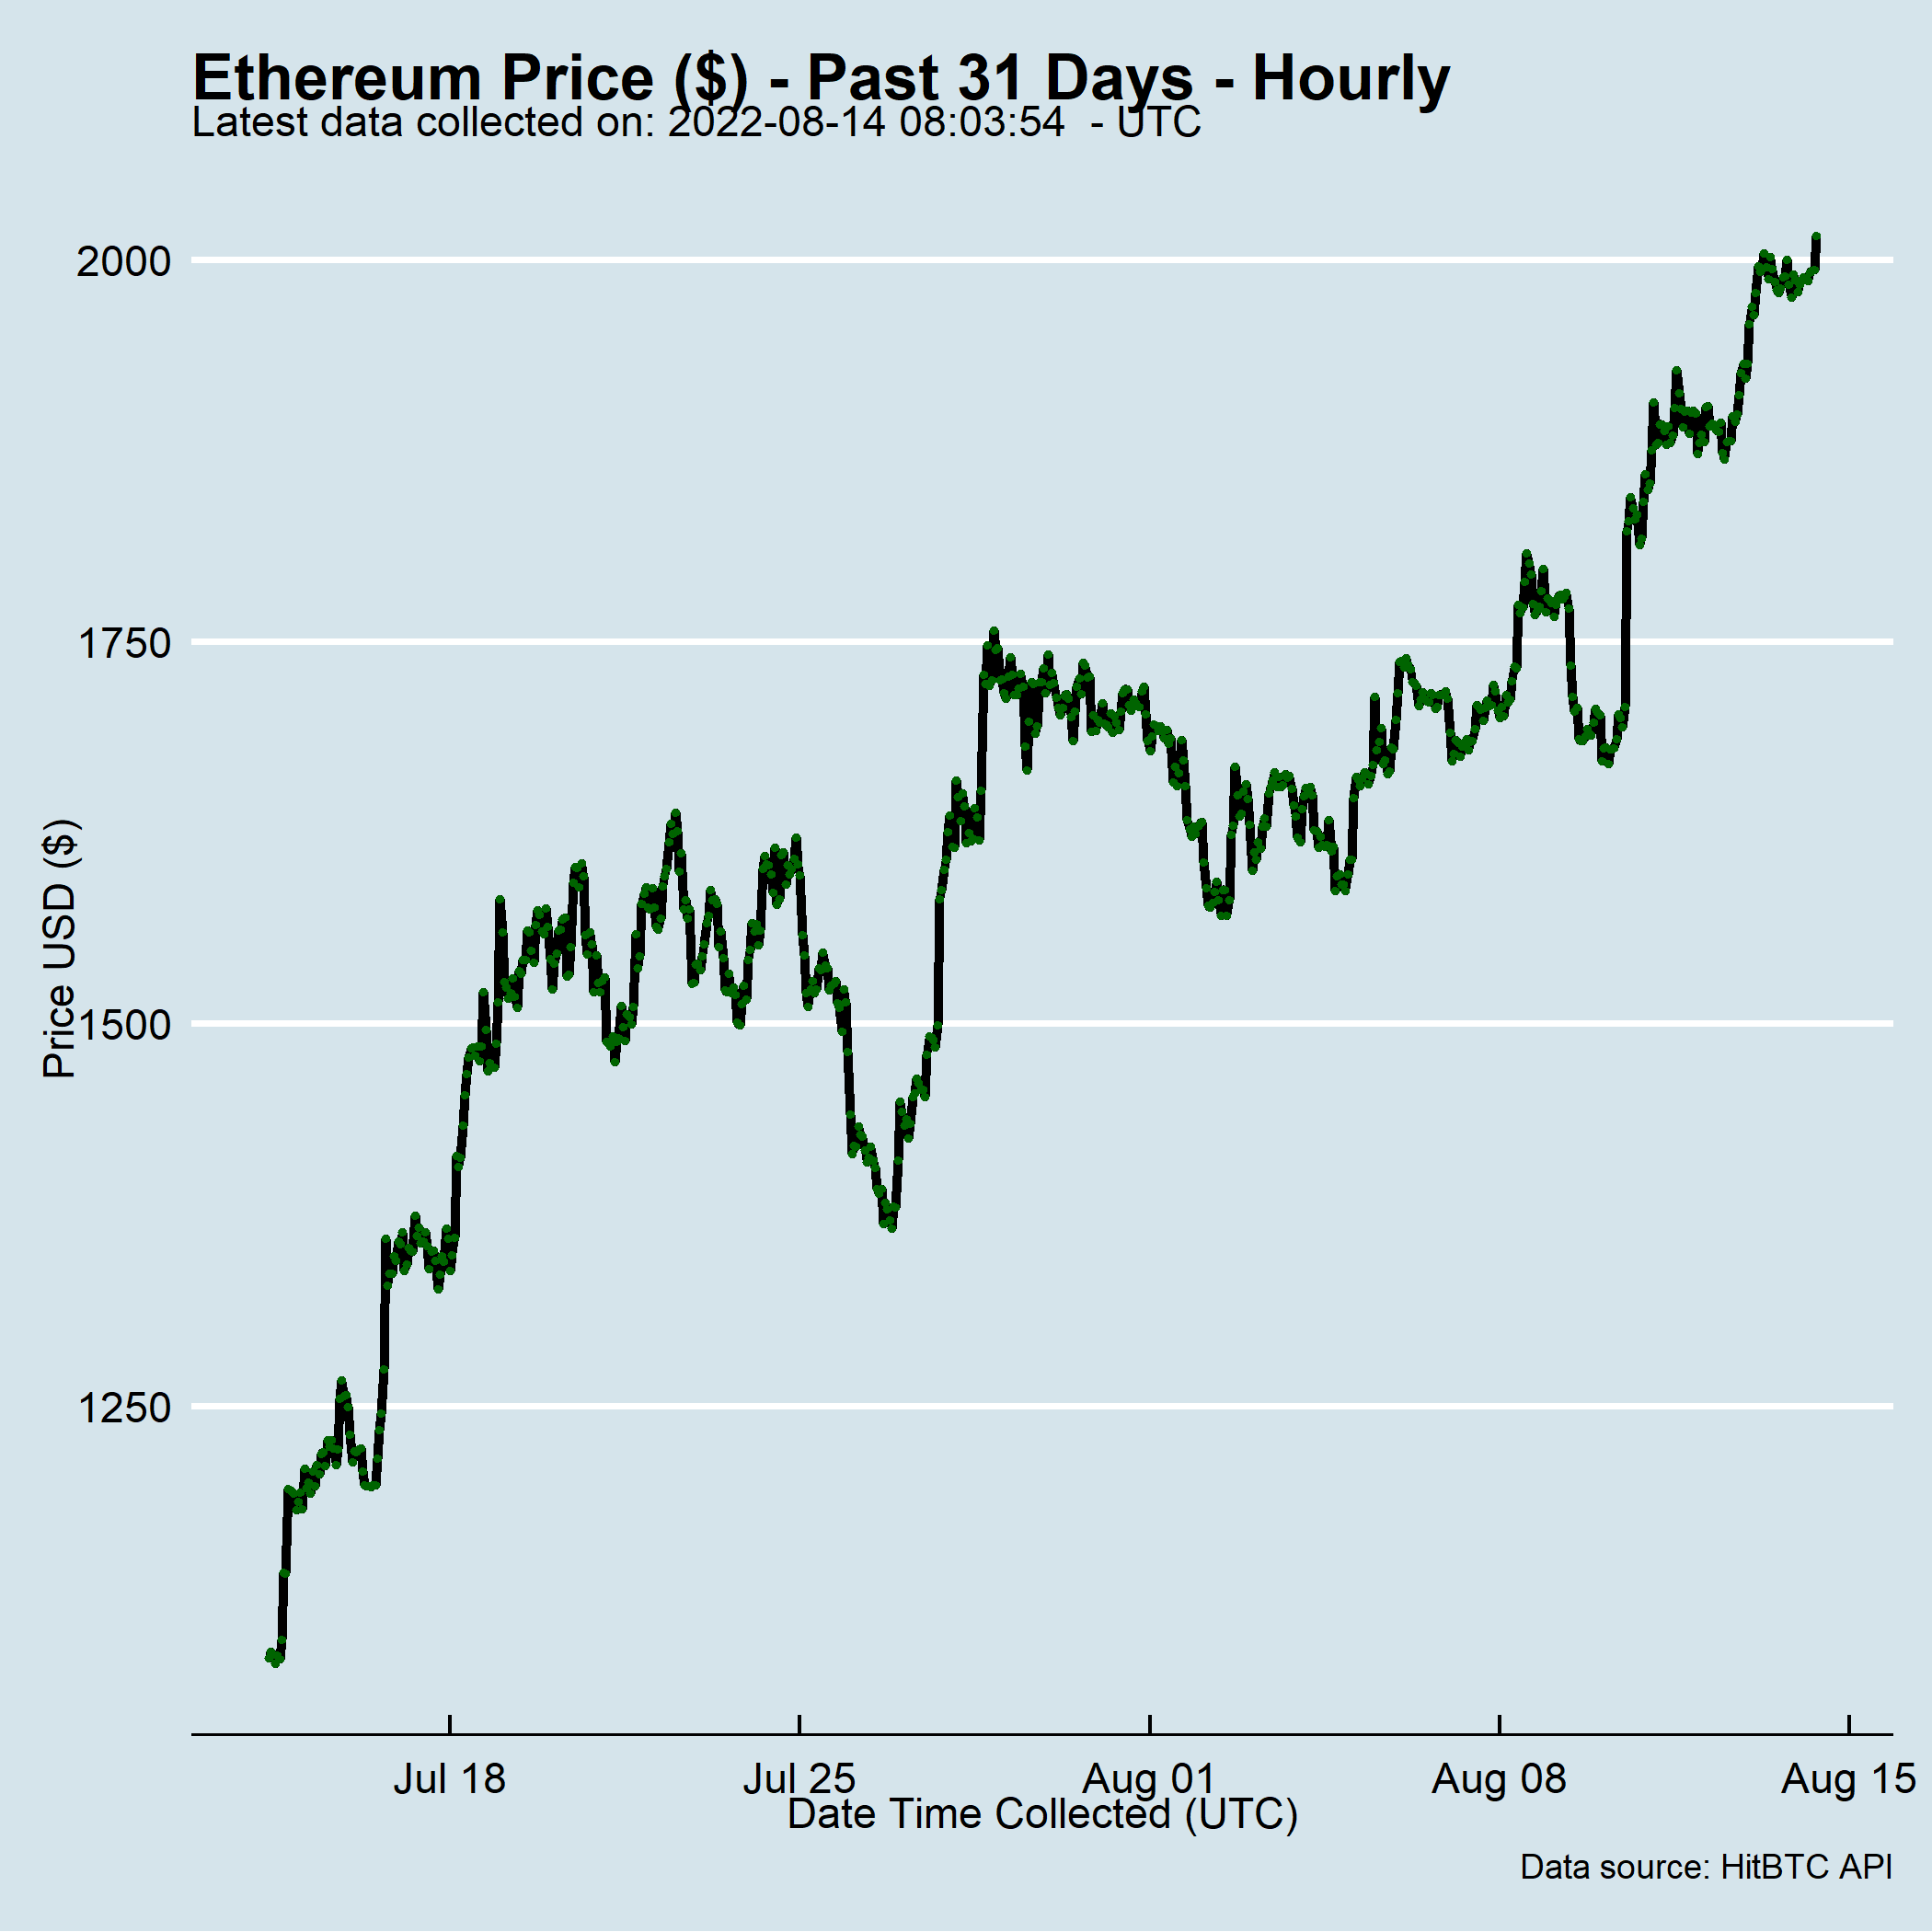 Ethereum Price ($) - Past 31 Days - Hourly
Latest data collected on: 2022-08-14 08:03:54  - UTC
2000
1750
1500
1250
Price USD ($)
Jul 18
Jul 25
Aug 01
Aug 08
Aug 15
Date Time Collected (UTC)
Data source: HitBTC API